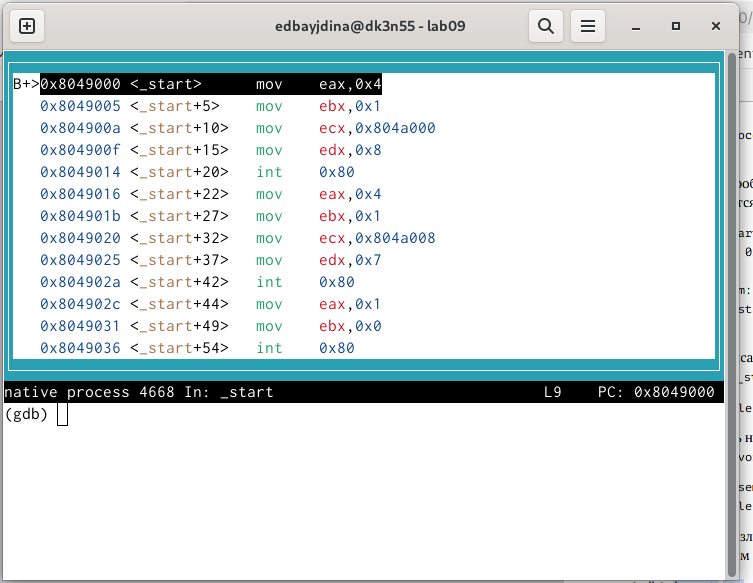 edbayjdina@dk3n55 - lab09
B+>0x8049000 <_start> mov eax,0x4
0x8049005 <_start+5> mov ebx,0x1
0x804900a <_start+10> mov ecx,0x804a000
0x804900f <_start+15> mov edx,0x8
0x8049014 <_start+20> int 0x80
0x8049016 <_start+22> mov eax,0x4
0x804901b <_start+27> mov ebx,0x1
0x8049020 <_start+32> mov ecx,0x804a008
0x8049025 <_start+37> mov edx,0x7
0x804902a <_start+42> int 0x80
0x804902c <_start+44> mov eax,0x1
0x8049031 <_start+49> mov ebx,0x0
0x8049036 <_start+54> int 0x80
native process 4668 In: _start L9 PC: 0x8049000
(gdb)